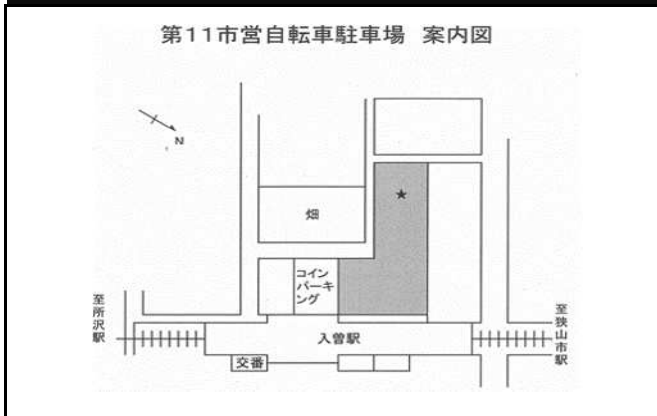 第11市営自転車駐車場 案内図
N
★
畑
コイン
パーキ
ング
至所沢駅
入曽駅
至狭山市駅
交番